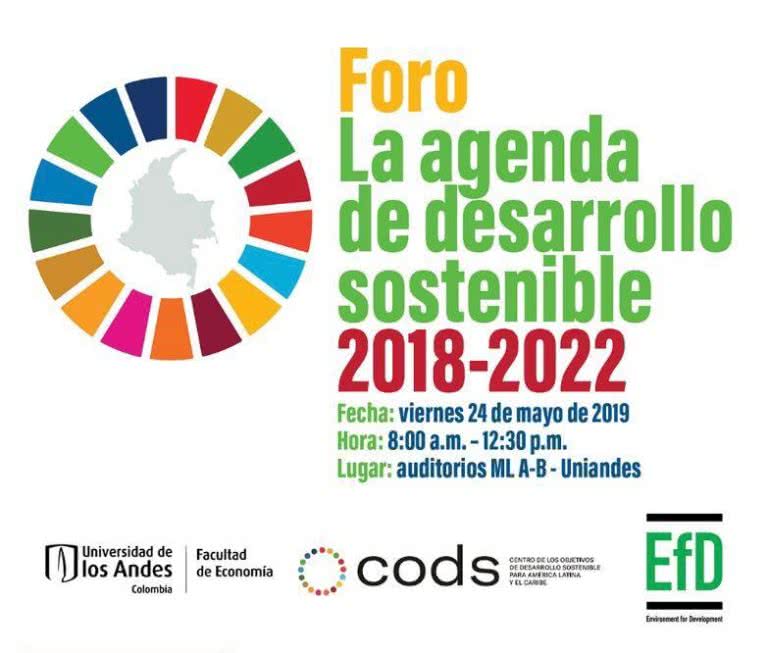 Foro
La agenda
de desarrollo
sostenible
2018-2022
Fecha: viernes 24 de mayo de 2019
Hora: 8:00 a.m. - 12:30 p.m.
Lugar: auditorios ML A-B - Uniandes
Universidad de
los Andes
Colombia
Facultad
de Economía
cods
CENTRO DE LOS OBJETIVOS
DE DESARROLLO SOSTENIBLE
PARA AMÉRICA LATINA
Y EL CARIBE
EfD
Environment for Development